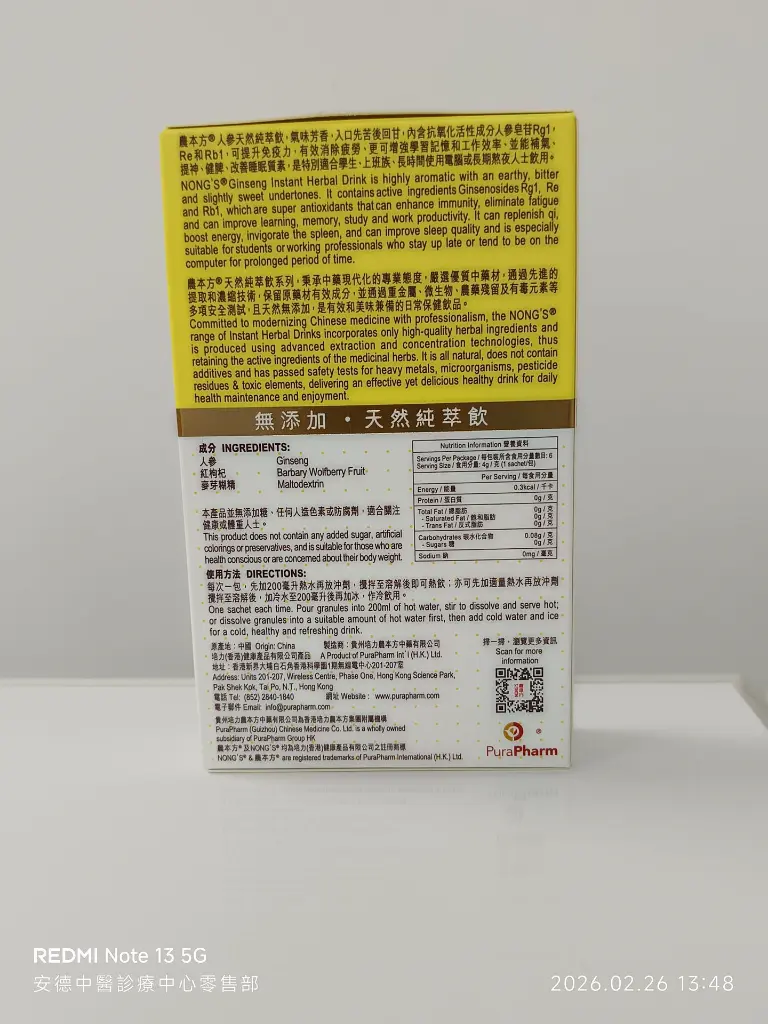 農本方®人參天然純萃飲，氣味芳香，入口先苦後回甘，內含抗氧化活性成分人參皂苷Rg1,
Re和Rb1，可提升免疫力，有效消除疲勞，更可增強學習記憶和工作效率，並能補氣、
提神、健脾、改善睡眠質素，是特別適合學生、上班族、長時間使用電腦或長期熬夜人士飲用。
NONG'S®Ginseng Instant Herbal Drink is highly aromatic with an earthy, bitter
and slightly sweet undertones. It contains active ingredients Ginsenosides Rg1, Re
and Rb1, which are super antioxidants that can enhance immunity, eliminate fatigue
and can improve learning, memory, study and work productivity. It can replenish qi,
boost energy, invigorate the spleen, and can improve sleep quality and is especially
suitable for students or working professionals who stay up late or tend to be on the
computer for prolonged period of time.
農本方®天然純萃飲系列，秉承中藥現代化的專業態度，嚴選優質中藥材，通過先進的
提取和濃縮技術，保留原藥材有效成分，並通過重金屬、微生物、農藥殘留及有毒元素等
多項安全測試，且天然無添加，是有效和美味兼備的日常保健飲品。
Committed to modernizing Chinese medicine with professionalism, the NONG'S®
range of Instant Herbal Drinks incorporates only high-quality herbal ingredients and
is produced using advanced extraction and concentration technologies, thus
retaining the active ingredients of the medicinal herbs. It is all natural, does not contain
additives and has passed safety tests for heavy metals, microorganisms, pesticide
residues & toxic elements, delivering an effective yet delicious healthy drink for daily
health maintenance and enjoyment.
無添加・天然純萃飲
成分 INGREDIENTS:
人參 Ginseng
紅枸杞 Barbary Wolfberry Fruit
麥芽糊精 Maltodextrin
本產品並無添加糖、任何人造色素或防腐劑，適合關注
健康或體重人士。
This product does not contain any added sugar, artificial
colorings or preservatives, and is suitable for those who are
health conscious or are concerned about their body weight.
Nutrition Information 營養資料
Servings Per Package / 每包裝所含食用分量數目: 6
Serving Size / 食用分量: 4g / 克 (1 sachet/包)
Per Serving / 每食用分量
Energy / 能量 0.3kcal / 千卡
Protein / 蛋白質 0g / 克
Total Fat / 總脂肪 0g / 克
- Saturated Fat / 飽和脂肪 0g / 克
- Trans Fat / 反式脂肪 0g / 克
Carbohydrates 碳水化合物 0.08g / 克
- Sugars 糖 0g / 克
Sodium 鈉 0mg / 毫克
使用方法 DIRECTIONS:
每次一包，先加200毫升熱水再放沖劑，攪拌至溶解後即可熱飲；亦可先加適量熱水再放沖劑
攪拌至溶解後，加冷水至200毫升後再加冰，作冷飲用。
One sachet each time. Pour granules into 200ml of hot water, stir to dissolve and serve hot;
or dissolve granules into a suitable amount of hot water first, then add cold water and ice
for a cold, healthy and refreshing drink.
原產地：中國 Origin: China 製造商：貴州培力農本方中藥有限公司
培力(香港)健康產品有限公司產品 A Product of PuraPharm Int'l (H.K.) Ltd.
地址：香港新界大埔白石角香港科學園1期無線電中心201-207室
Address: Units 201-207, Wireless Centre, Phase One, Hong Kong Science Park,
Pak Shek Kok, Tai Po, N.T., Hong Kong
電話 Tel: (852) 2840-1840 網址 Website： www.purapharm.com
電子郵件 Email: info@purapharm.com
貴州培力農本方中藥有限公司為香港培力農本方集團附屬機構
PuraPharm (Guizhou) Chinese Medicine Co. Ltd. is a wholly owned
subsidiary of PuraPharm Group HK
農本方®及NONG'S®均為培力(香港)健康產品有限公司之註冊商標
NONG'S® & 農本方® are registered trademarks of PuraPharm International (H.K.) Ltd.
掃一掃，瀏覽更多資訊
Scan for more
information
®
PuraPharm
REDMI Note 13 5G
安德中醫診療中心零售部
2026.02.26 13:48